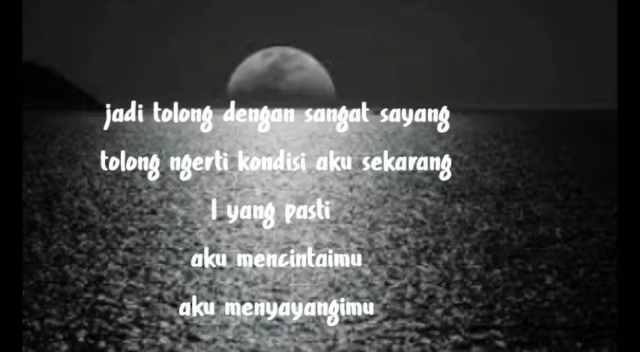 jadi tolong dengan sangat sayang
tolong ngerti kondisi aku sekarang
1 yang pasti
aku mencintaimu
aku menyayangimu